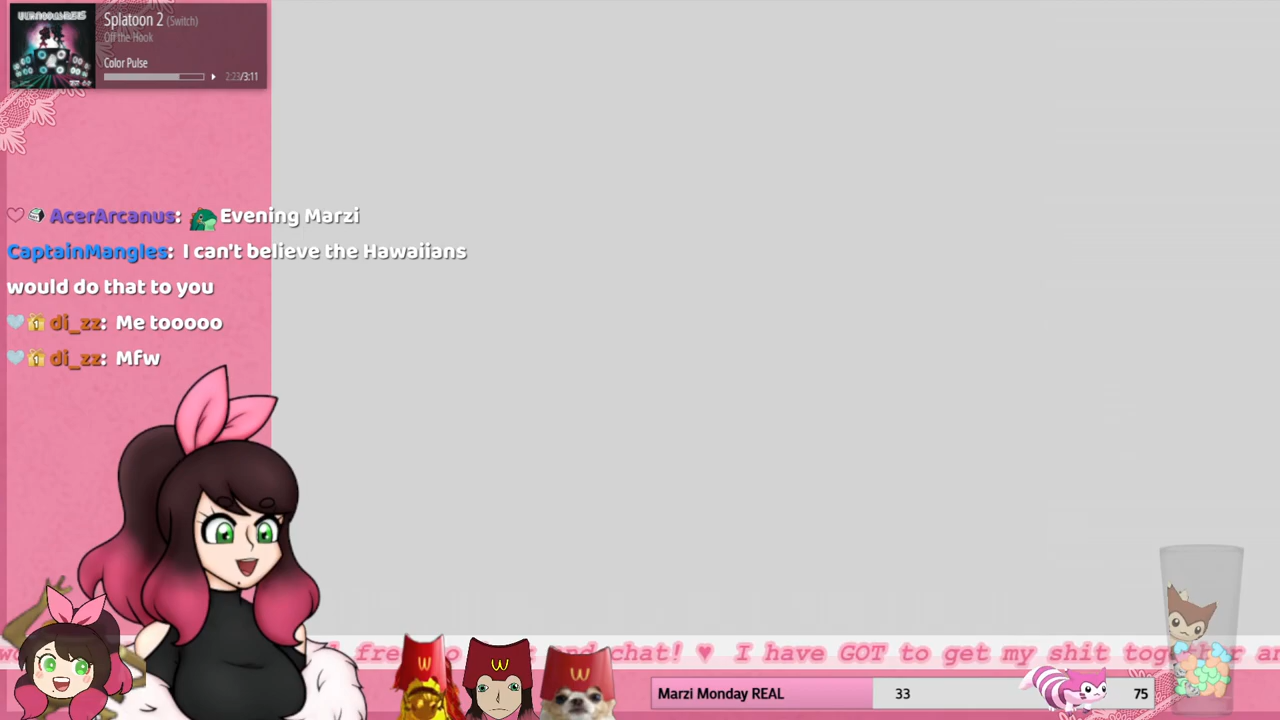 Splatoon 2 (Switch)
Off the Hook
Color Pulse
2:23/3:11
AcerArcanus: Evening Marzi
CaptainMangles: I can't believe the Hawaiians
would do that to you
di_zz: Me tooooo
di_zz: Mfw
and chat! ♥ I have GOT to get my shit
Marzi Monday REAL 33 75